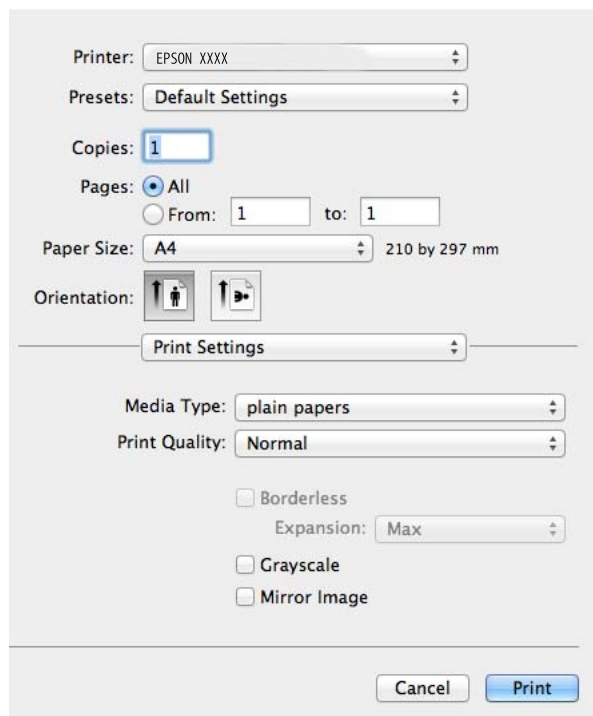 Printer: EPSON XXXX
Presets: Default Settings
Copies: 1
Pages: All
From: 1 to: 1
Paper Size: A4 210 by 297 mm
Orientation:
Print Settings
Media Type: plain papers
Print Quality: Normal
Borderless
Expansion: Max
Grayscale
Mirror Image
Cancel Print